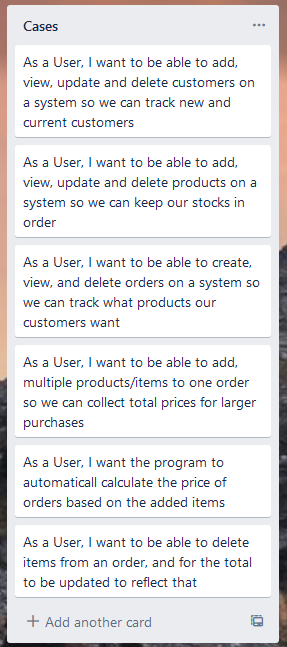 Cases
As a User, I want to be able to add,
view, update and delete customers on
a system so we can track new and
current customers
As a User, I want to be able to add,
view, update and delete products on a
system so we can keep our stocks in
order
As a User, I want to be able to create,
view, and delete orders on a system so
we can track what products our
customers want
As a User, I want to be able to add,
multiple products/items to one order
so we can collect total prices for larger
purchases
As a User, I want the program to
automaticall calculate the price of
orders based on the added items
As a User, I want to be able to delete
items from an order, and for the total
to be updated to reflect that
+ Add another card